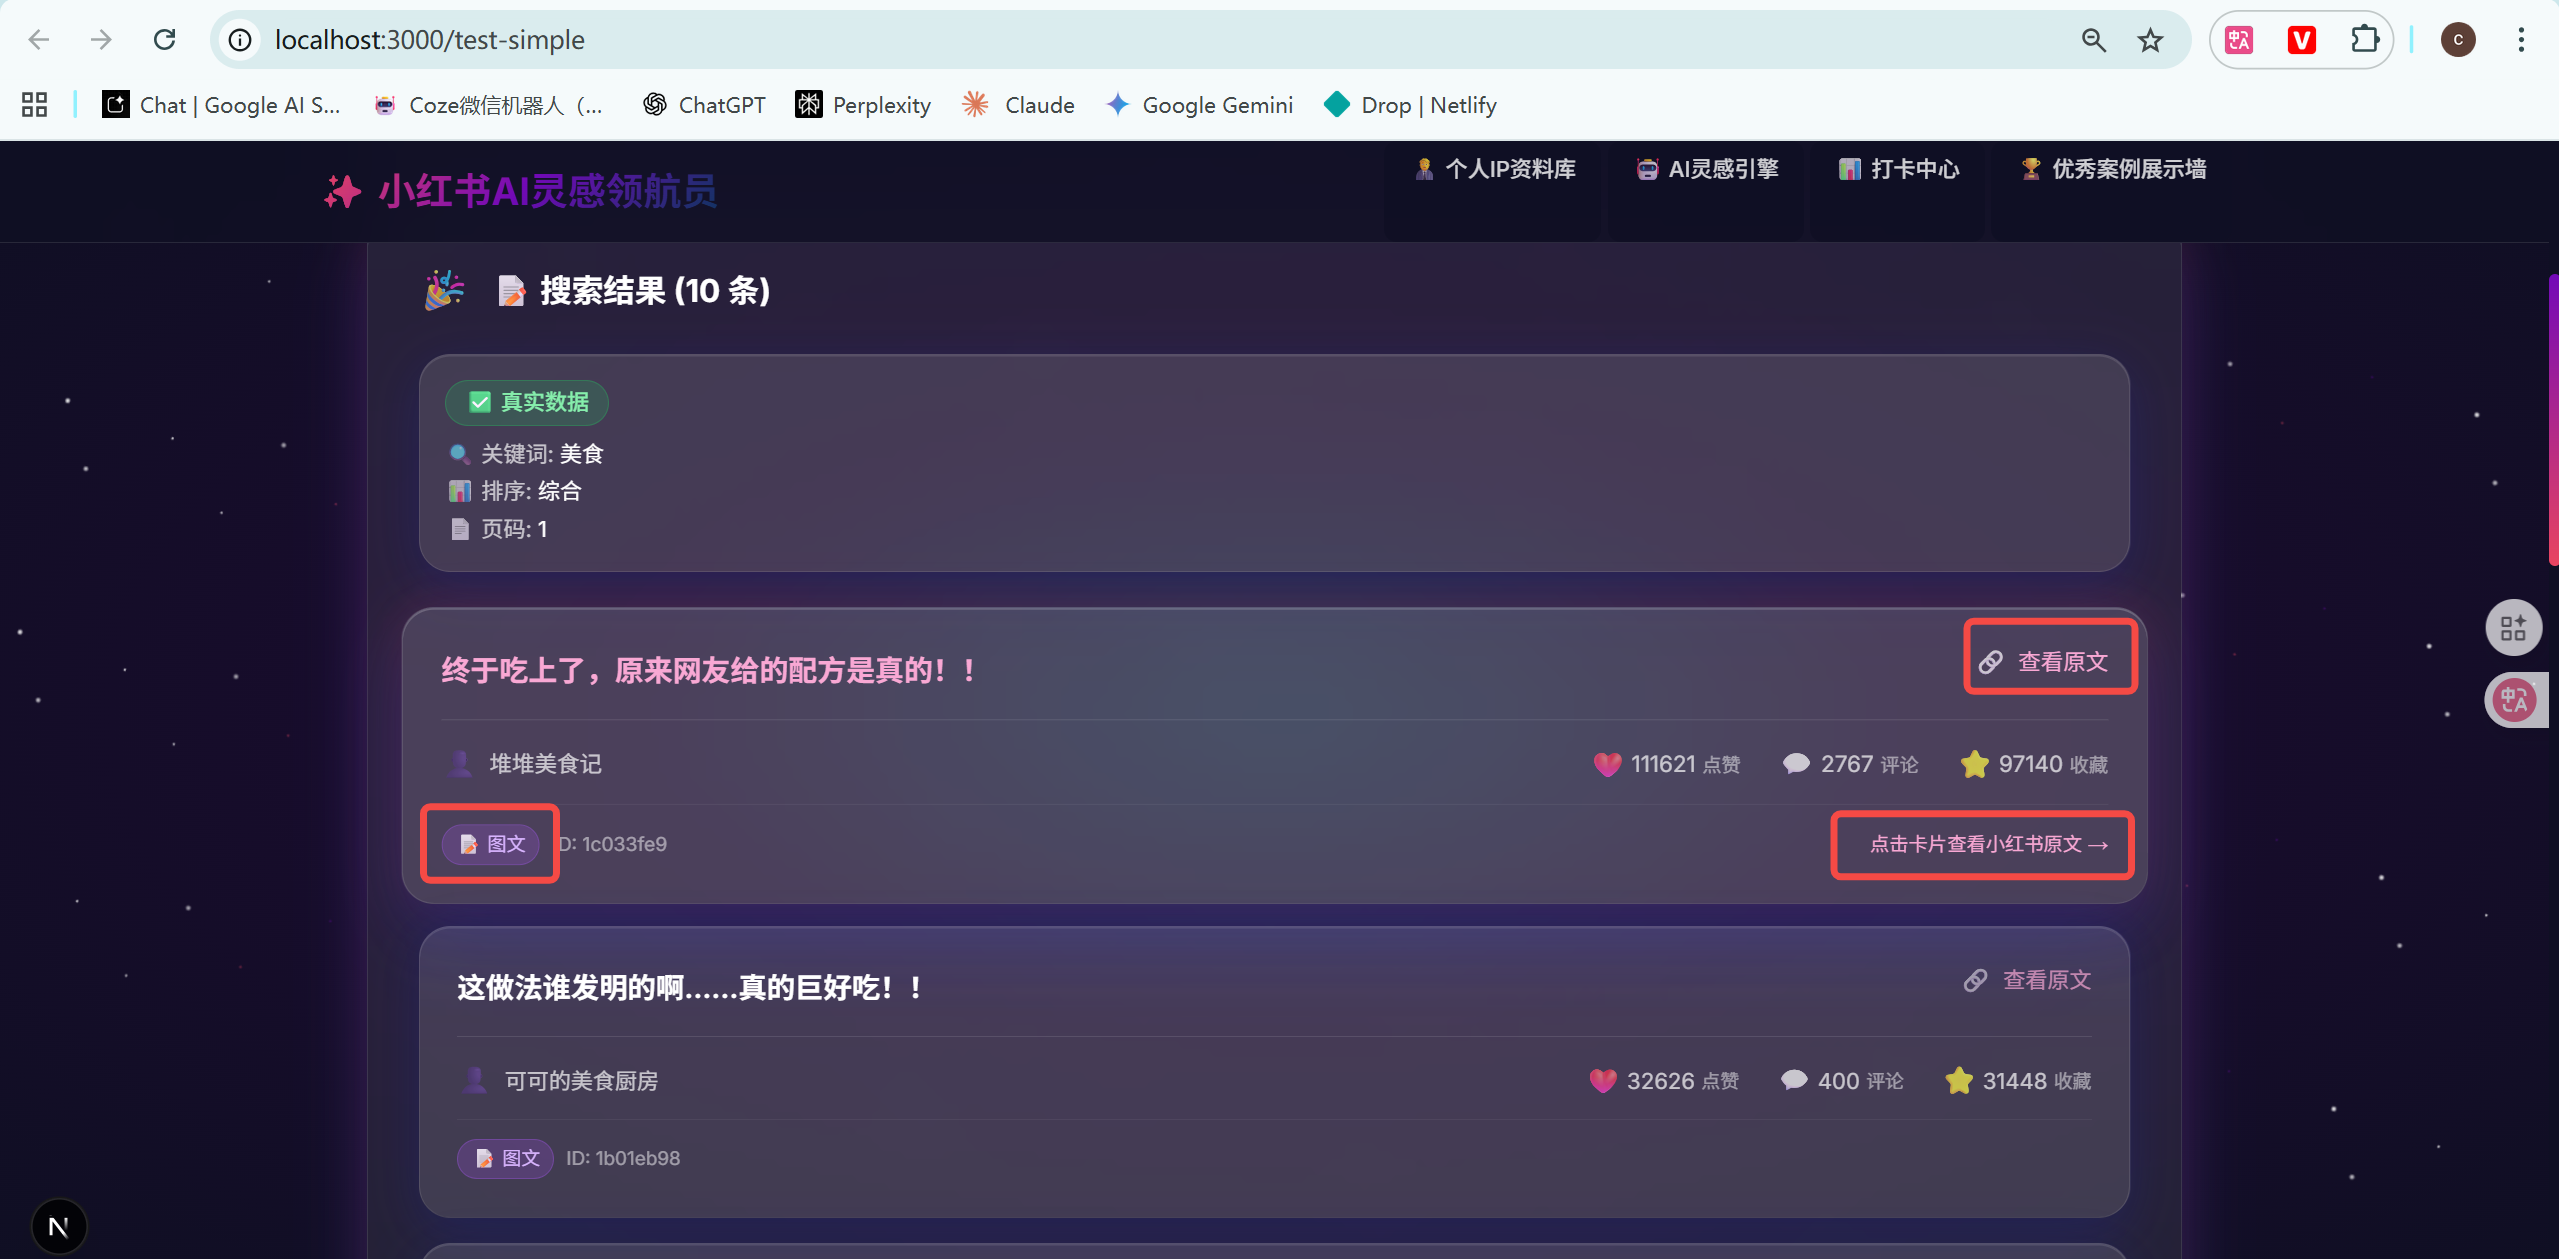 localhost:3000/test-simple
C
Chat | Google AI S...
Coze微信机器人（...
ChatGPT
Perplexity
Claude
Google Gemini
Drop | Netlify
小红书AI灵感领航员
个人IP资料库
AI灵感引擎
打卡中心
优秀案例展示墙
搜索结果 (10 条)
真实数据
关键词: 美食
排序: 综合
页码: 1
终于吃上了，原来网友给的配方是真的！！
查看原文
堆堆美食记
111621 点赞
2767 评论
97140 收藏
图文
D: 1c033fe9
点击卡片查看小红书原文 →
这做法谁发明的啊......真的巨好吃！！
查看原文
可可的美食厨房
32626 点赞
400 评论
31448 收藏
图文
ID: 1b01eb98
N